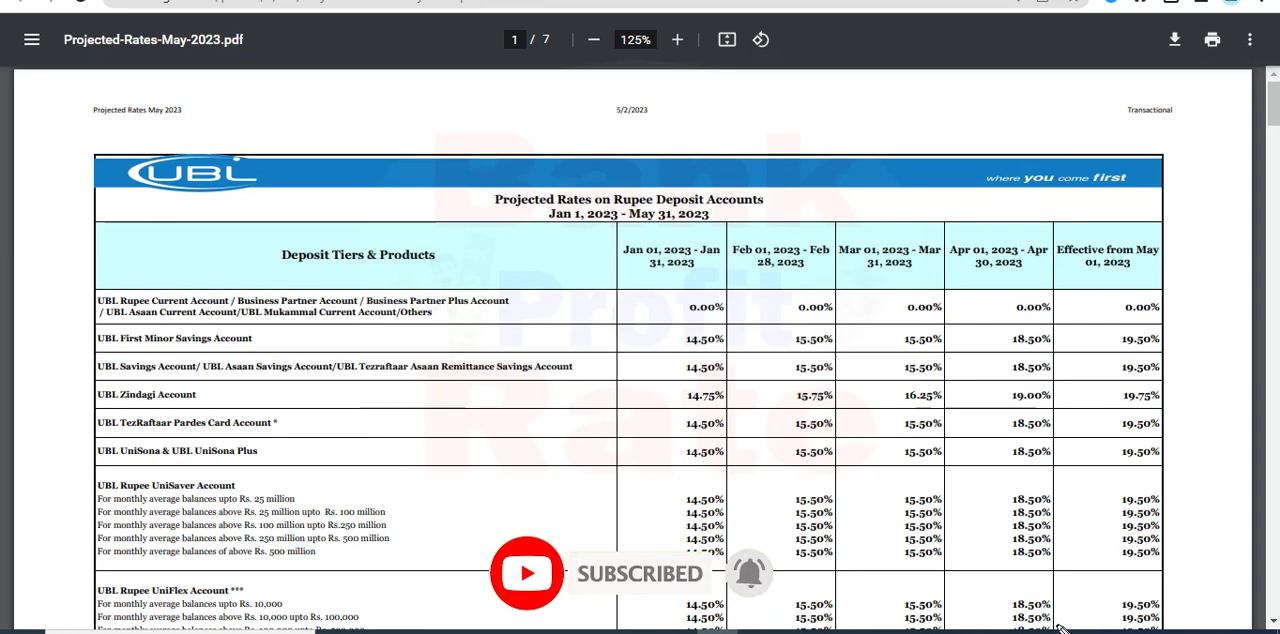 Projected-Rates-May-2023.pdf
1 / 7
125%
Projected Rates May 2023 5/2/2023 Transactional
UBL where you come first
Projected Rates on Rupee Deposit Accounts
Jan 1, 2023 - May 31, 2023
Deposit Tiers & Products
Jan 01, 2023 - Jan 31, 2023
Feb 01, 2023 - Feb 28, 2023
Mar 01, 2023 - Mar 31, 2023
Apr 01, 2023 - Apr 30, 2023
Effective from May 01, 2023
UBL Rupee Current Account / Business Partner Account / Business Partner Plus Account
/ UBL Asaan Current Account/UBL Mukammal Current Account/Others
0.00% 0.00% 0.00% 0.00% 0.00%
UBL First Minor Savings Account 14.50% 15.50% 15.50% 18.50% 19.50%
UBL Savings Account/ UBL Asaan Savings Account/UBL Tezraftaar Asaan Remittance Savings Account 14.50% 15.50% 15.50% 18.50% 19.50%
UBL Zindagi Account 14.75% 15.75% 16.25% 19.00% 19.75%
UBL TezRaftaar Pardes Card Account * 14.50% 15.50% 15.50% 18.50% 19.50%
UBL UniSona & UBL UniSona Plus 14.50% 15.50% 15.50% 18.50% 19.50%
UBL Rupee UniSaver Account
For monthly average balances upto Rs. 25 million 14.50% 15.50% 15.50% 18.50% 19.50%
For monthly average balances above Rs. 25 million upto Rs. 100 million 14.50% 15.50% 15.50% 18.50% 19.50%
For monthly average balances above Rs. 100 million upto Rs.250 million 14.50% 15.50% 15.50% 18.50% 19.50%
For monthly average balances above Rs. 250 million upto Rs. 500 million 14.50% 15.50% 15.50% 18.50% 19.50%
For monthly average balances of above Rs. 500 million 15.50% 15.50% 18.50% 19.50%
UBL Rupee UniFlex Account ***
For monthly average balances upto Rs. 10,000 14.50% 15.50% 15.50% 18.50% 19.50%
For monthly average balances above Rs. 10,000 upto Rs. 100,000 14.50% 15.50% 15.50% 18.50% 19.50%
Bank
Profit
Rate
SUBSCRIBED